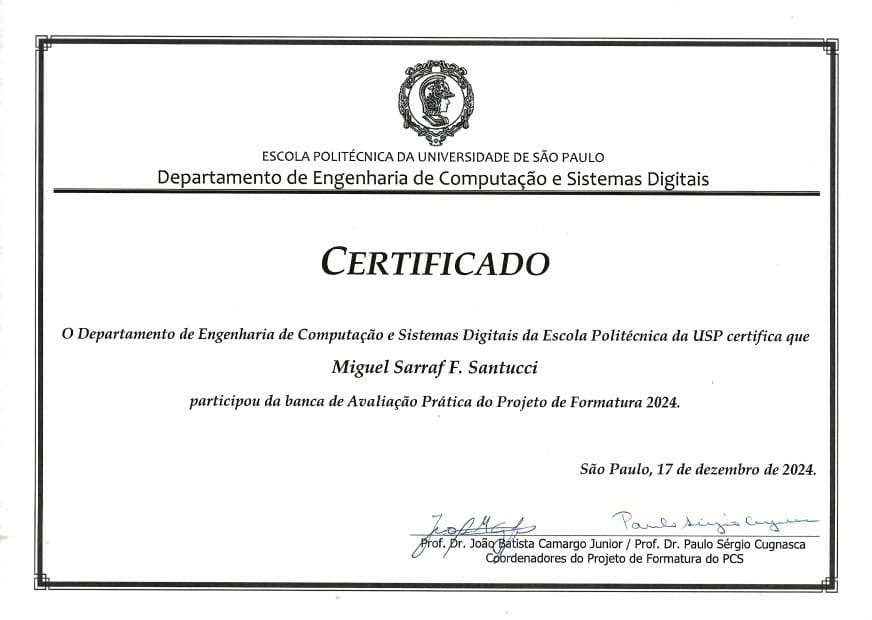 ESCOLA POLITÉCNICA DA UNIVERSIDADE DE SÃO PAULO
Departamento de Engenharia de Computação e Sistemas Digitais
CERTIFICADO
O Departamento de Engenharia de Computação e Sistemas Digitais da Escola Politécnica da USP certifica que
Miguel Sarraf F. Santucci
participou da banca de Avaliação Prática do Projeto de Formatura 2024.
São Paulo, 17 de dezembro de 2024.
Paulo Sérgio Cugnasca
Prof. Dr. João Batista Camargo Junior / Prof. Dr. Paulo Sérgio Cugnasca
Coordenadores do Projeto de Formatura do PCS